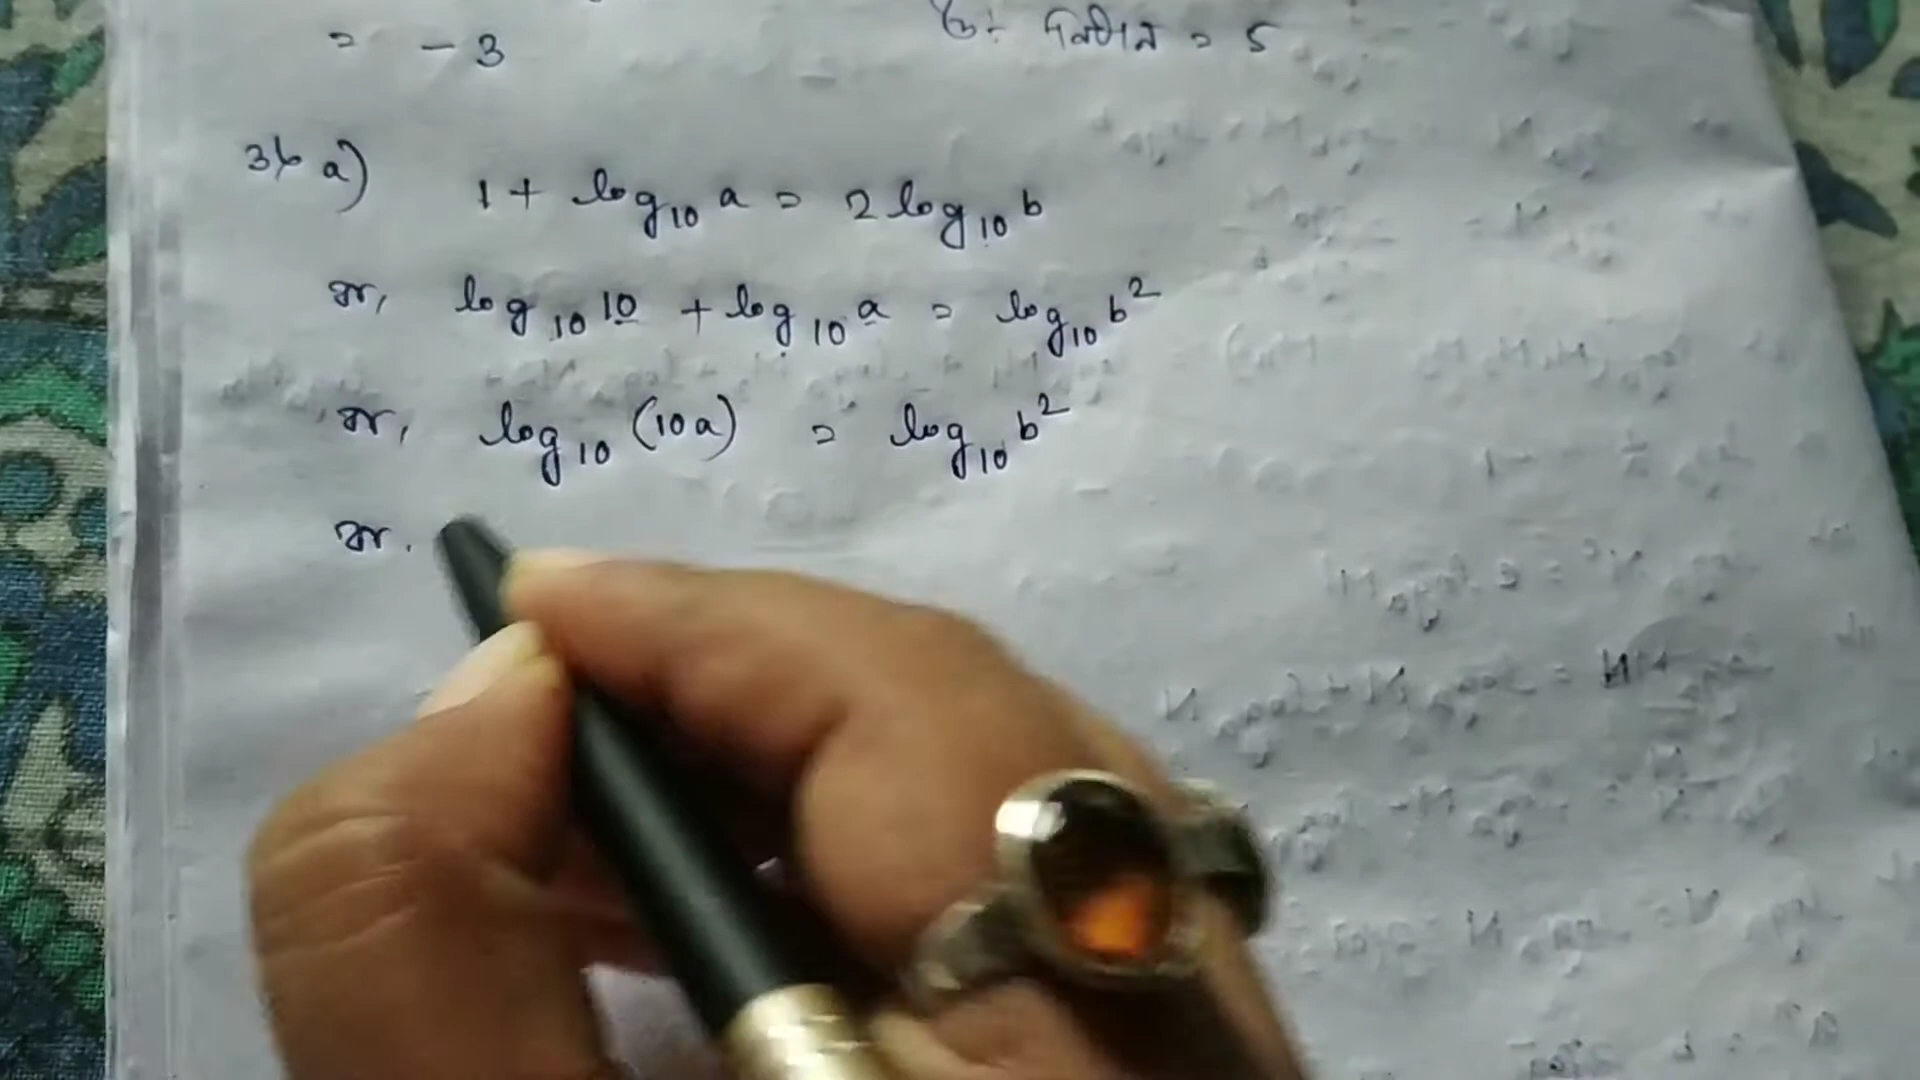 = - 3
উঃ নিধান = 5
36 a) 1 + log₁₀ a = 2 log₁₀ b
বা, log₁₀ 10 + log₁₀ a = log₁₀ b²
বা, log₁₀ (10a) = log₁₀ b²
বা,